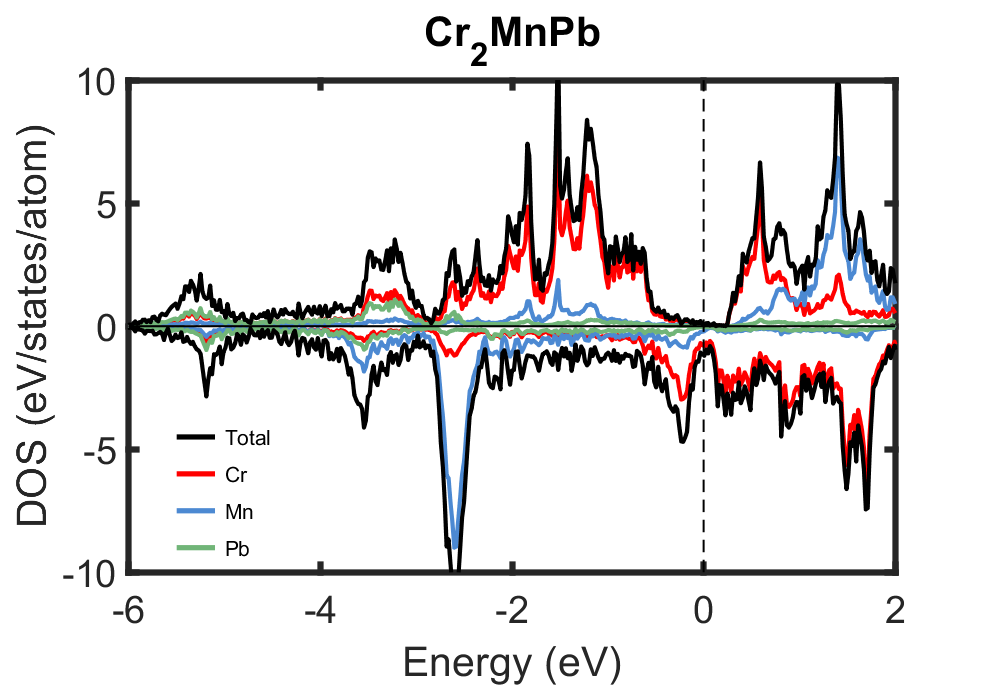 Cr2MnPb
10
5
0
-5
-10
DOS (eV/states/atom)
Total
Cr
Mn
Pb
-6
-4
-2
0
2
Energy (eV)